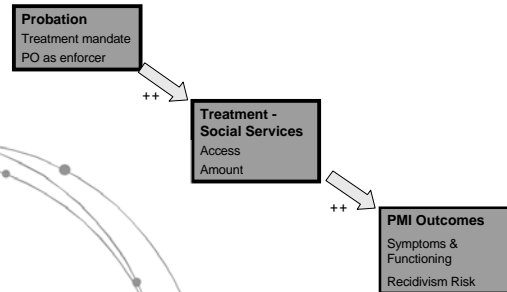 Probation
Treatment mandate
PO as enforcer
++
Treatment -
Social Services
Access
Amount
++
PMI Outcomes
Symptoms &
Functioning
Recidivism Risk